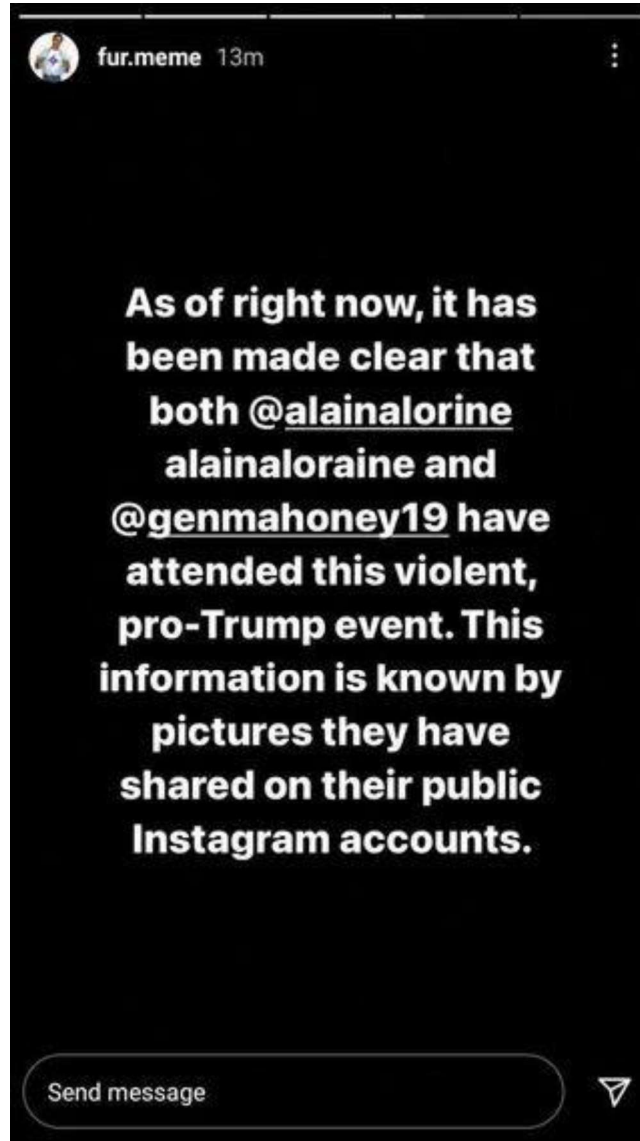 fur.meme 13m
As of right now, it has
been made clear that
both @alainalorine
alainaloraine and
@genmahoney19 have
attended this violent,
pro-Trump event. This
information is known by
pictures they have
shared on their public
Instagram accounts.
Send message